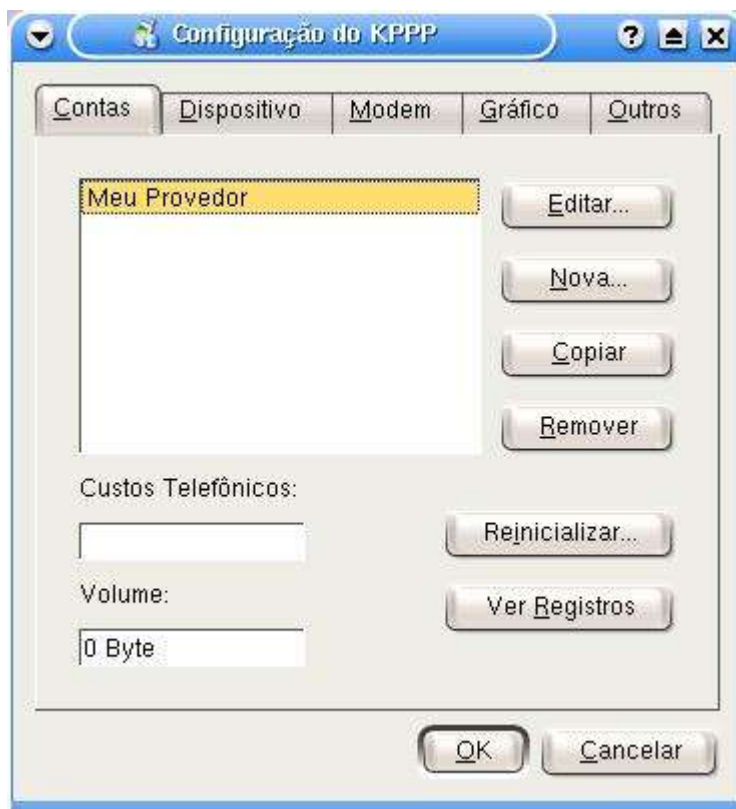 Configuração do KPPP
Contas Dispositivo Modem Gráfico Outros
Meu Provedor
Editar...
Nova...
Copiar
Remover
Custos Telefônicos:
Reinicializar...
Volume:
Ver Registros
0 Byte
OK Cancelar